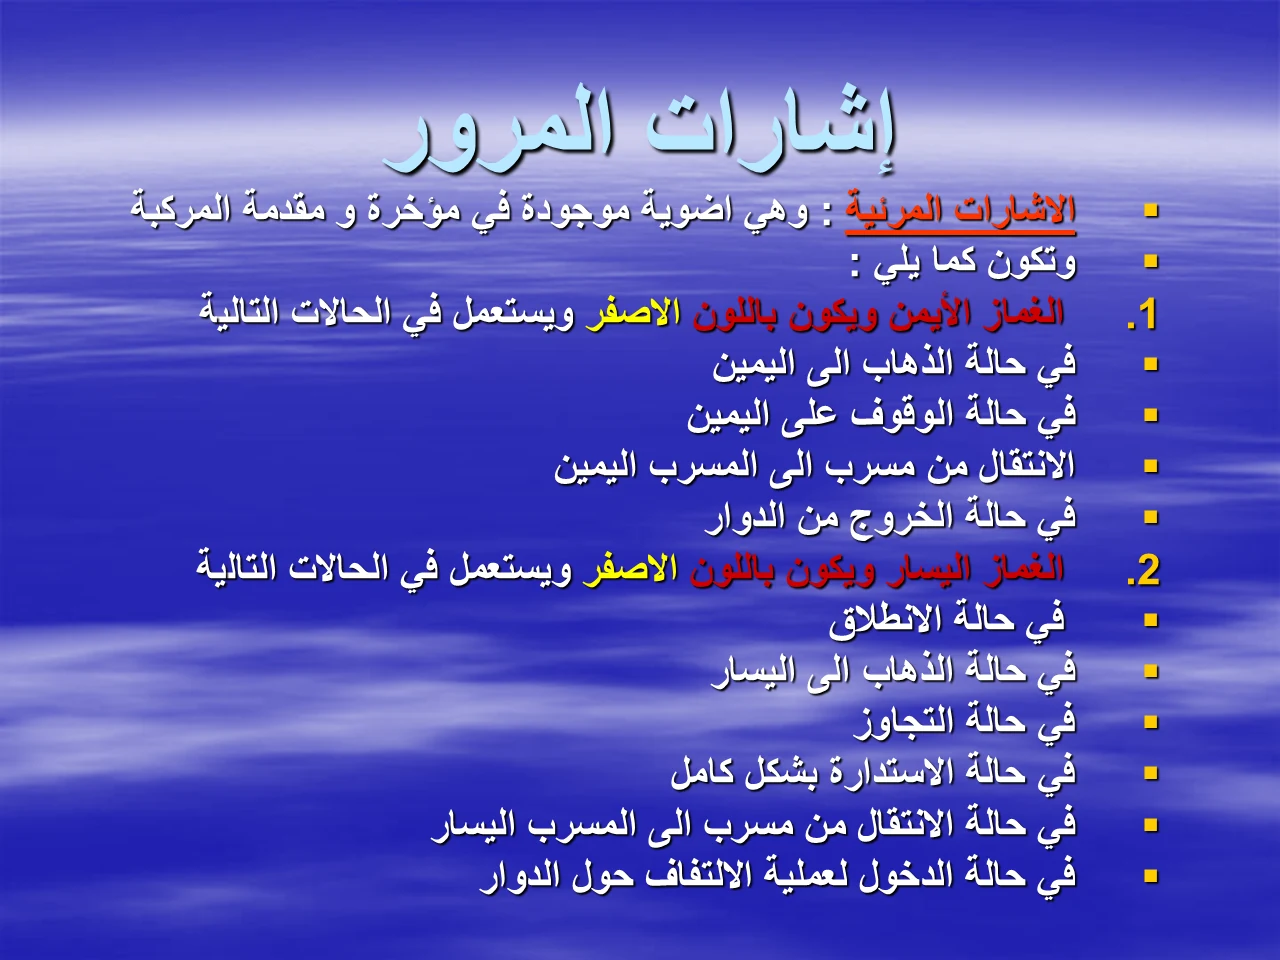 إشارات المرور
▪ الاشارات المرئية : وهي اضوية موجودة في مؤخرة و مقدمة المركبة
▪ وتكون كما يلي :
1. الغماز الأيمن ويكون باللون الاصفر ويستعمل في الحالات التالية
▪ في حالة الذهاب الى اليمين
▪ في حالة الوقوف على اليمين
▪ الانتقال من مسرب الى المسرب اليمين
▪ في حالة الخروج من الدوار
2. الغماز اليسار ويكون باللون الاصفر ويستعمل في الحالات التالية
▪ في حالة الانطلاق
▪ في حالة الذهاب الى اليسار
▪ في حالة التجاوز
▪ في حالة الاستدارة بشكل كامل
▪ في حالة الانتقال من مسرب الى المسرب اليسار
▪ في حالة الدخول لعملية الالتفاف حول الدوار